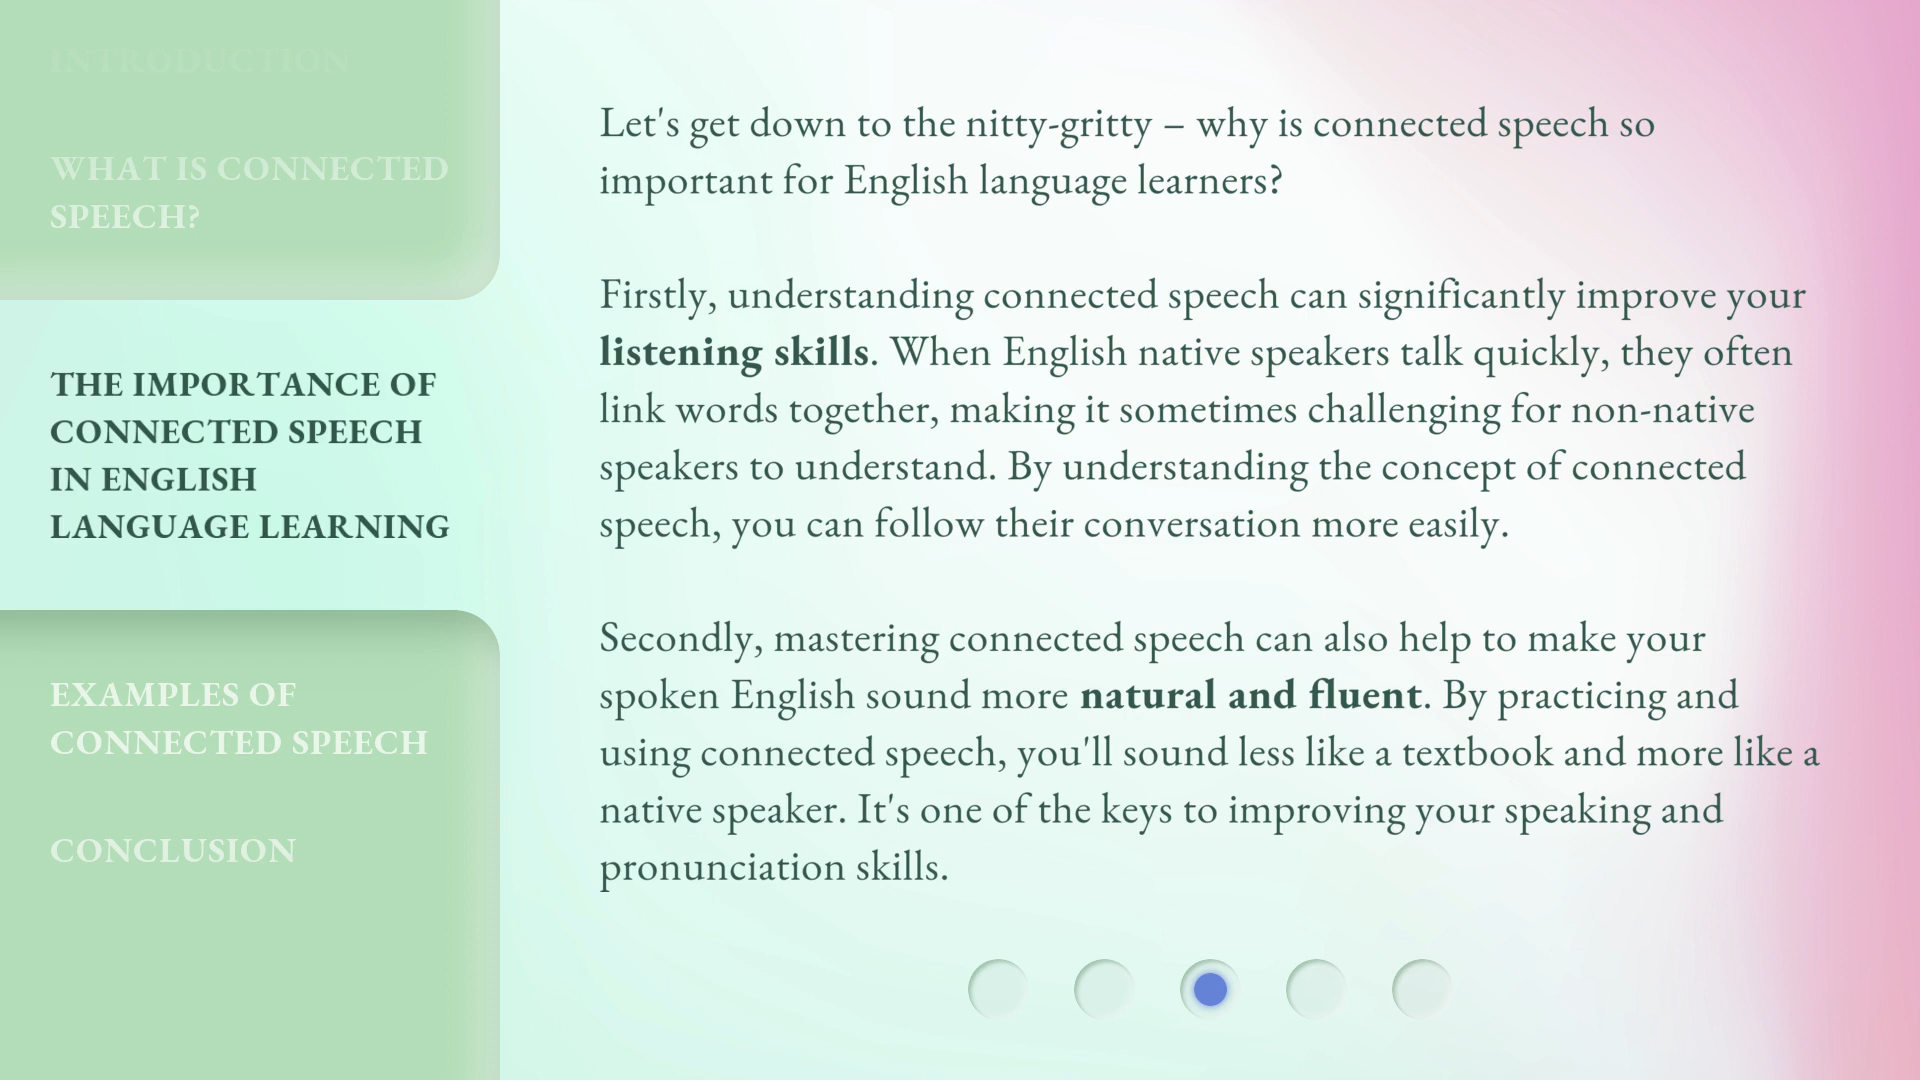 INTRODUCTION
WHAT IS CONNECTED
SPEECH?
THE IMPORTANCE OF
CONNECTED SPEECH
IN ENGLISH
LANGUAGE LEARNING
EXAMPLES OF
CONNECTED SPEECH
CONCLUSION
Let's get down to the nitty-gritty – why is connected speech so
important for English language learners?
Firstly, understanding connected speech can significantly improve your
listening skills. When English native speakers talk quickly, they often
link words together, making it sometimes challenging for non-native
speakers to understand. By understanding the concept of connected
speech, you can follow their conversation more easily.
Secondly, mastering connected speech can also help to make your
spoken English sound more natural and fluent. By practicing and
using connected speech, you'll sound less like a textbook and more like a
native speaker. It's one of the keys to improving your speaking and
pronunciation skills.